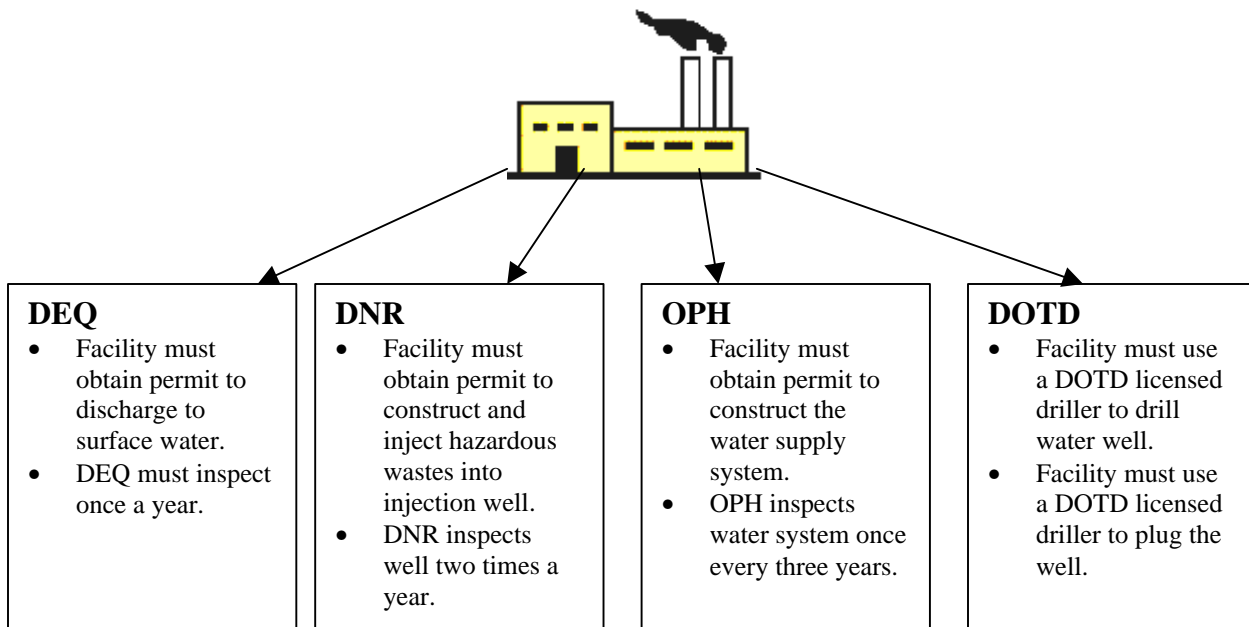 DEQ
• Facility must
obtain permit to
discharge to
surface water.
• DEQ must inspect
once a year.
DNR
• Facility must
obtain permit to
construct and
inject hazardous
wastes into
injection well.
• DNR inspects
well two times a
year.
OPH
• Facility must
obtain permit to
construct the
water supply
system.
• OPH inspects
water system once
every three years.
DOTD
• Facility must use
a DOTD licensed
driller to drill
water well.
• Facility must use
a DOTD licensed
driller to plug the
well.